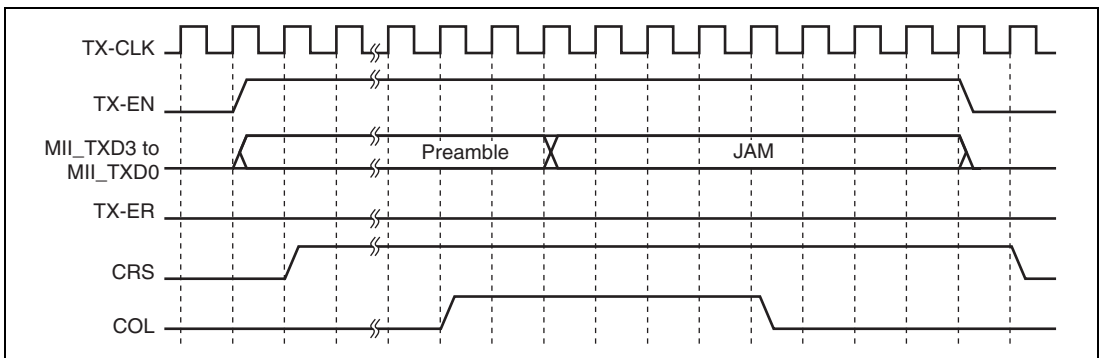 TX-CLK
TX-EN
MII_TXD3 to
MII_TXD0
Preamble
JAM
TX-ER
CRS
COL